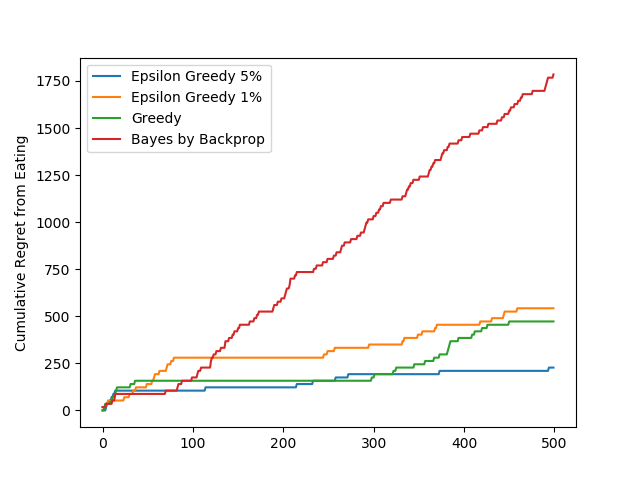 Epsilon Greedy 5%
Epsilon Greedy 1%
Greedy
Bayes by Backprop
Cumulative Regret from Eating
1750
1500
1250
1000
750
500
250
0
0 100 200 300 400 500